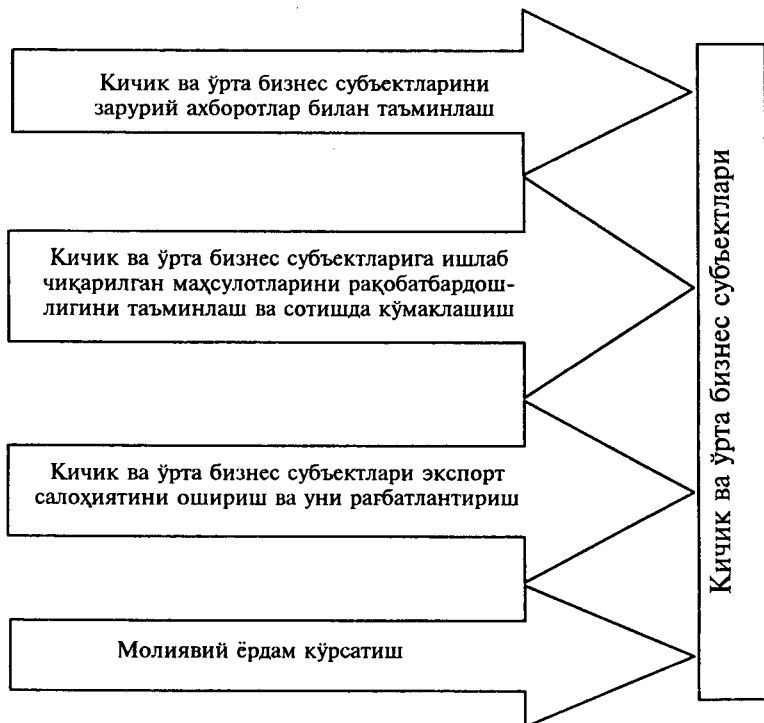 Кичик ва ўрта бизнес субъектларини
зарурий ахборотлар билан таъминлаш
Кичик ва ўрта бизнес субъектларига ишлаб
чиқарилган маҳсулотларини рақобатбардош-
лигини таъминлаш ва сотишда кўмаклашиш
Кичик ва ўрта бизнес субъектлари экспорт
салоҳиятини ошириш ва уни рағбатлантириш
Молиявий ёрдам кўрсатиш
Кичик ва ўрта бизнес субъектлари